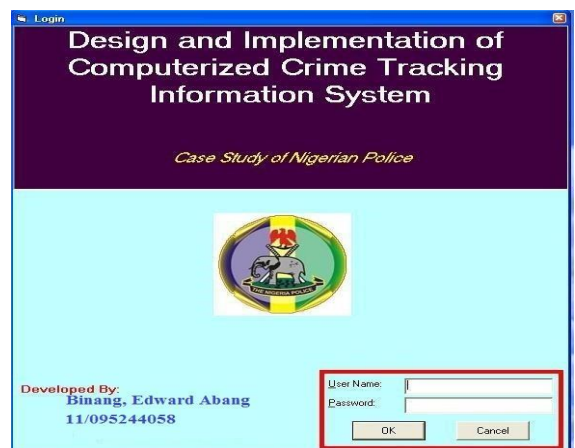 Login
Design and Implementation of
Computerized Crime Tracking
Information System
Case Study of Nigerian Police
THE NIGERIA POLICE
Developed By:
Binang, Edward Abang
11/095244058
User Name:
Password:
OK
Cancel